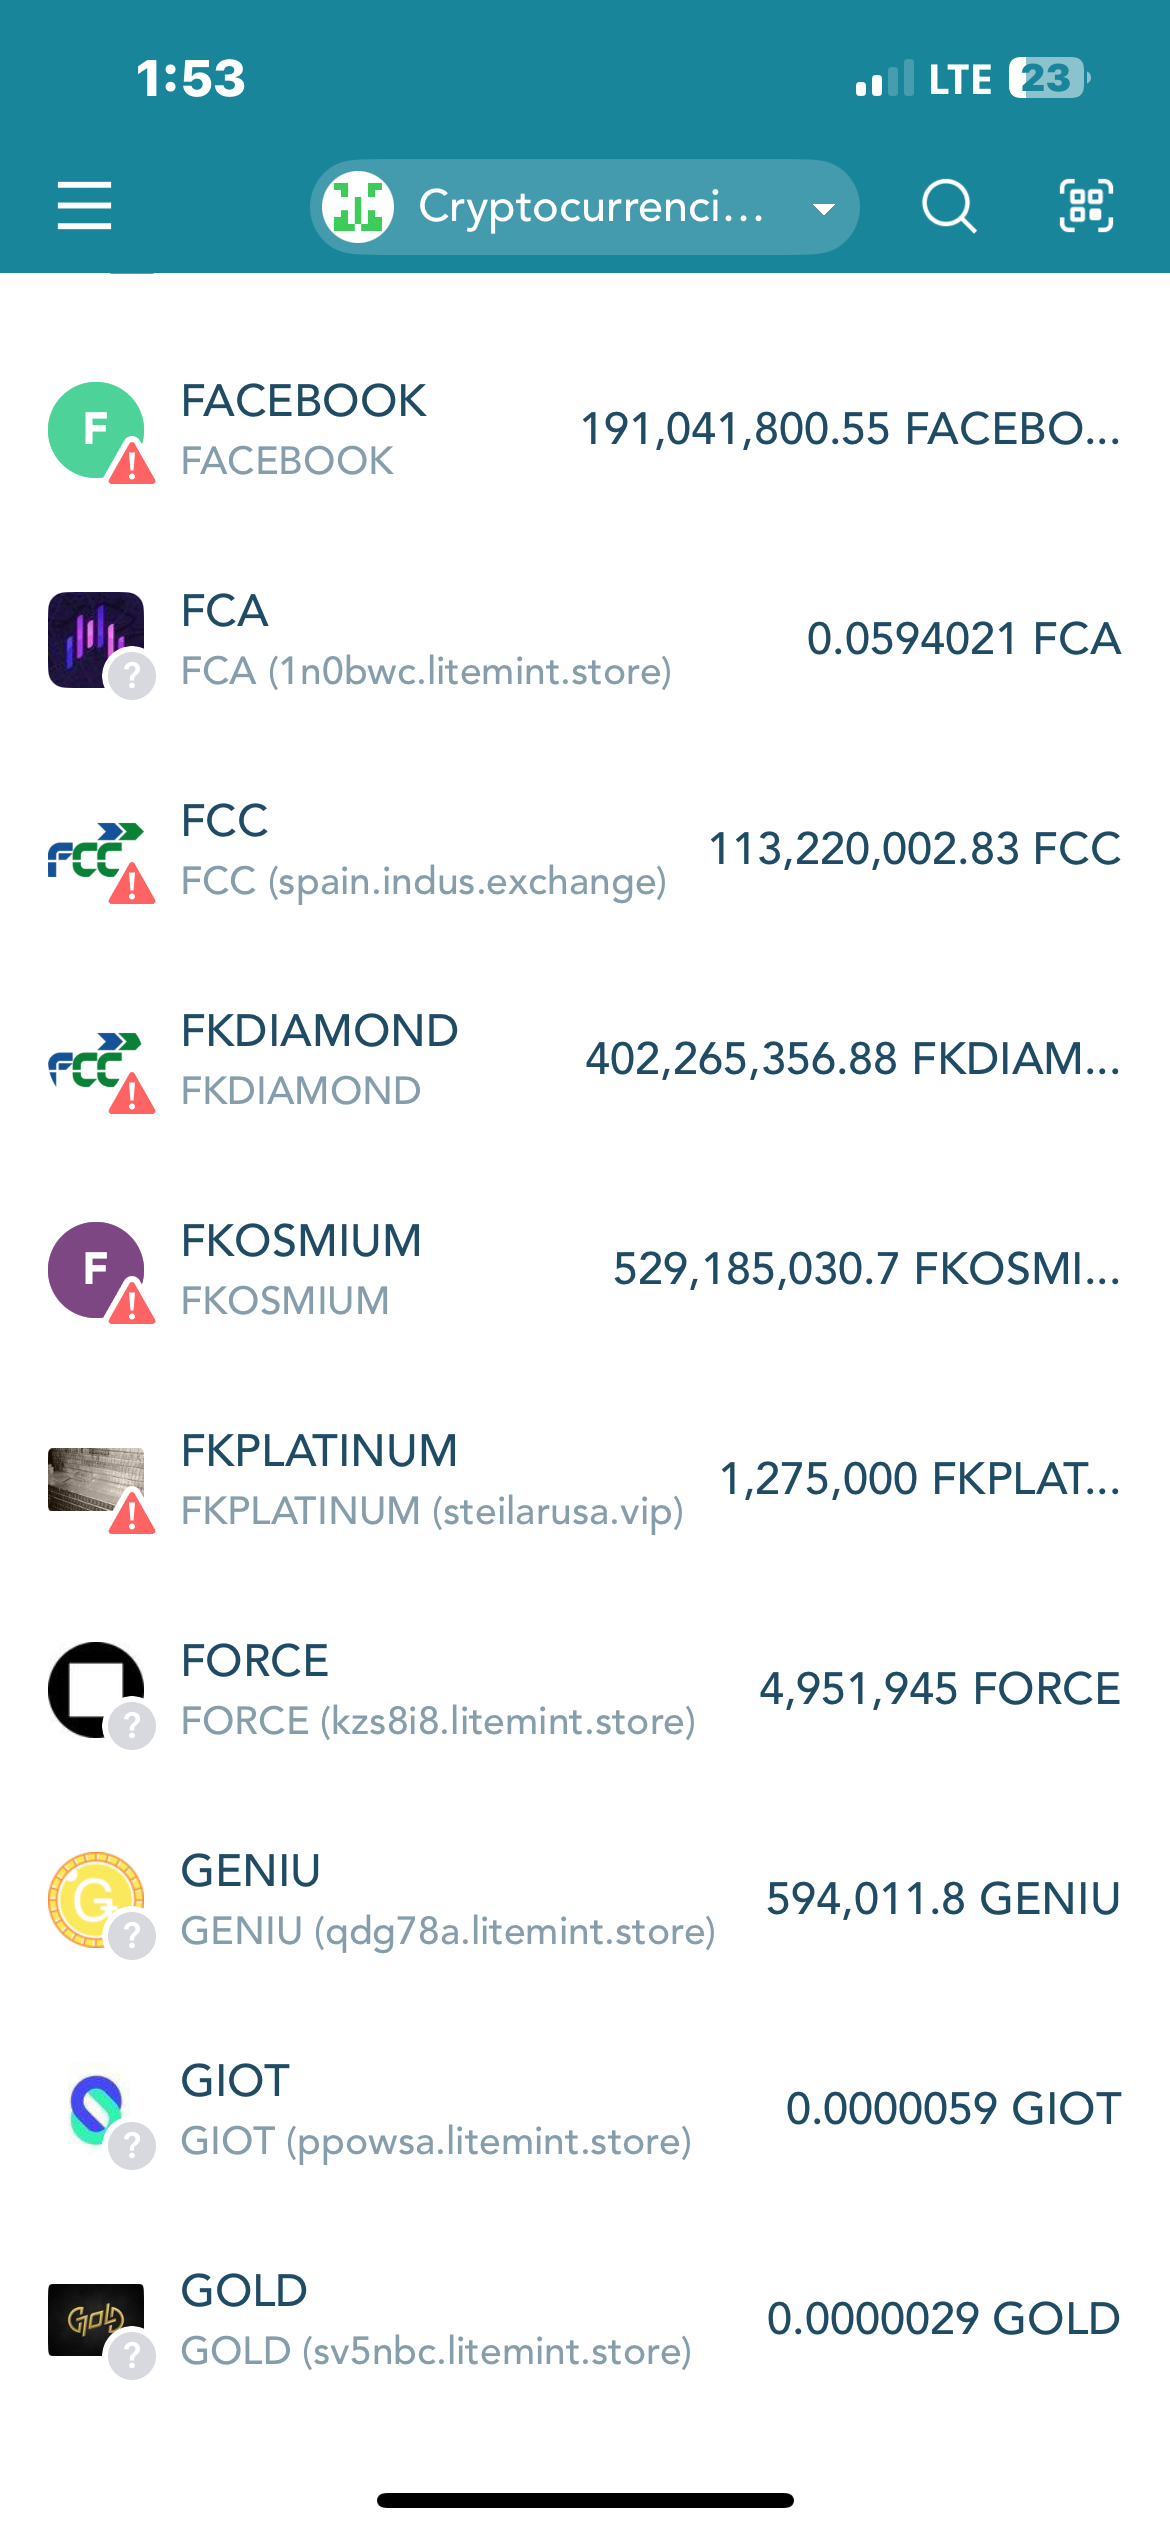 1:53
LTE 23
Cryptocurrenci...
F
FACEBOOK
FACEBOOK
191,041,800.55 FACEBO...
FCA
FCA (1n0bwc.litemint.store)
0.0594021 FCA
?
FCC
FCC
FCC (spain.indus.exchange)
113,220,002.83 FCC
FCC
FKDIAMOND
FKDIAMOND
402,265,356.88 FKDIAM...
F
FKOSMIUM
FKOSMIUM
529,185,030.7 FKOSMI...
FKPLATINUM
FKPLATINUM (steilarusa.vip)
1,275,000 FKPLAT...
FORCE
FORCE (kzs8i8.litemint.store)
4,951,945 FORCE
?
G
GENIU
GENIU (qdg78a.litemint.store)
594,011.8 GENIU
?
GIOT
GIOT (ppowsa.litemint.store)
0.0000059 GIOT
?
Gold
GOLD
GOLD (sv5nbc.litemint.store)
0.0000029 GOLD
?